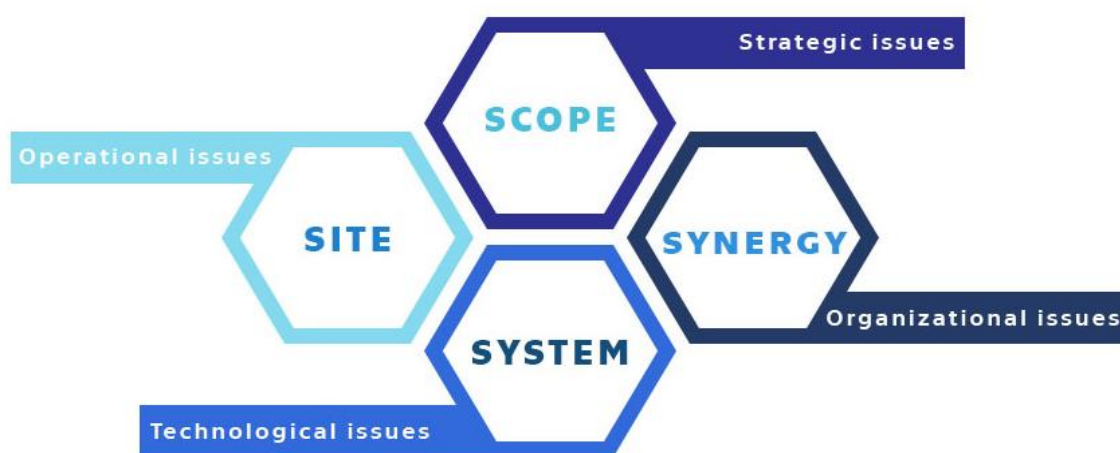 Strategic issues
SCOPE
Operational issues
SITE
SYNERGY
Organizational issues
SYSTEM
Technological issues